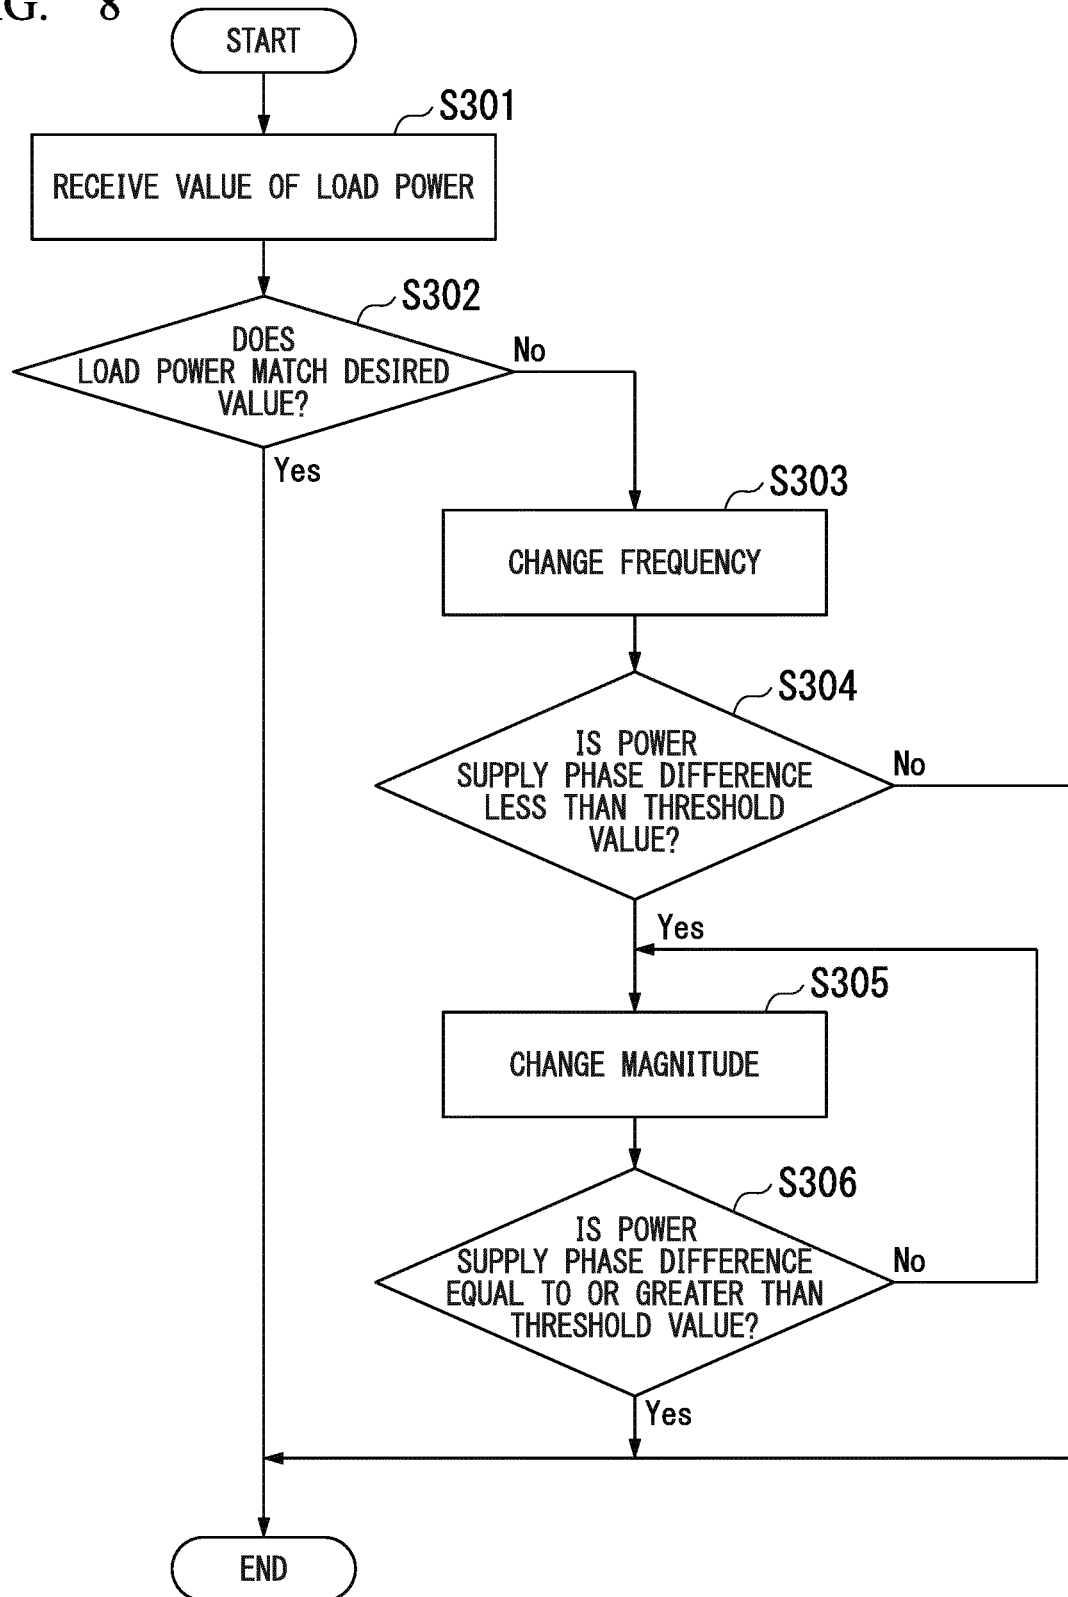 G. 8
START
S301
RECEIVE VALUE OF LOAD POWER
S302
DOES
LOAD POWER MATCH DESIRED
VALUE?
No
Yes
S303
CHANGE FREQUENCY
S304
IS POWER
SUPPLY PHASE DIFFERENCE
LESS THAN THRESHOLD
VALUE?
No
Yes
S305
CHANGE MAGNITUDE
S306
IS POWER
SUPPLY PHASE DIFFERENCE
EQUAL TO OR GREATER THAN
THRESHOLD VALUE?
No
Yes
END